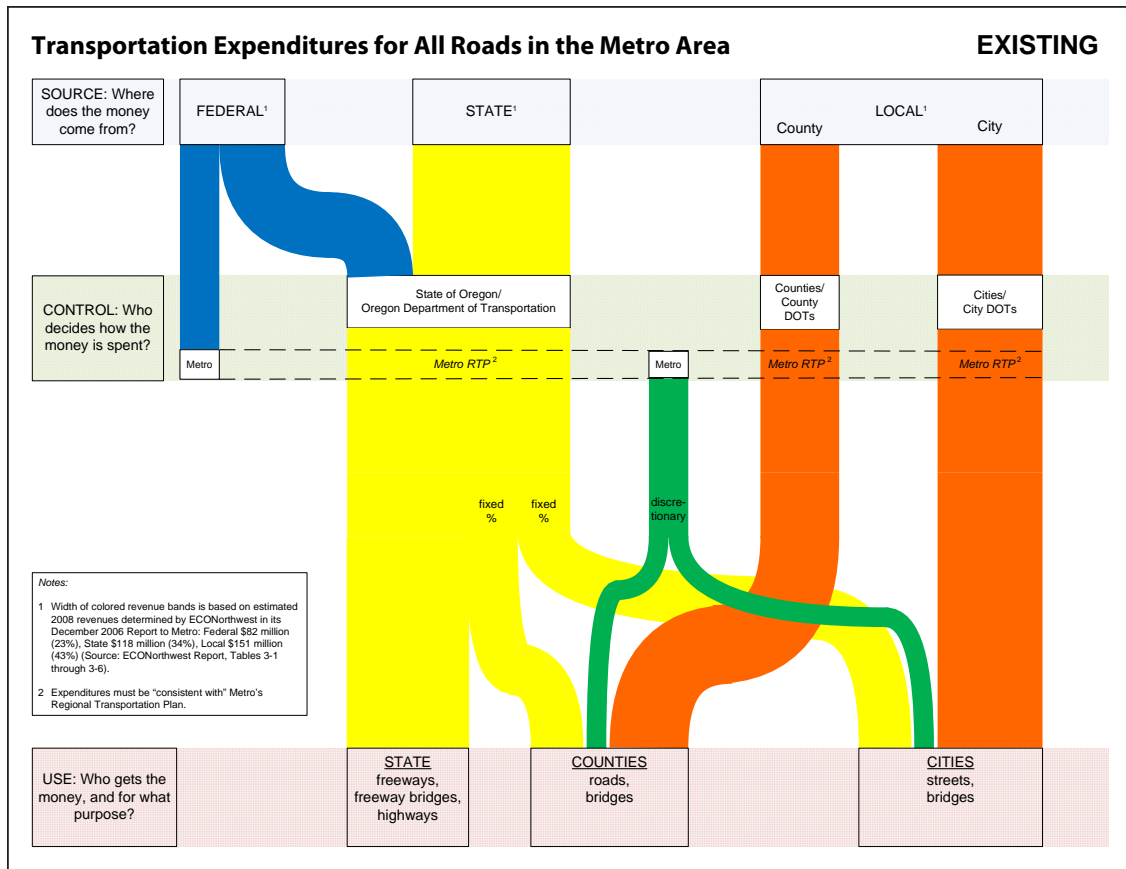 Transportation Expenditures for All Roads in the Metro Area
EXISTING
SOURCE: Where
does the money
come from?
FEDERAL¹
STATE¹
LOCAL¹
County
City
CONTROL: Who
decides how the
money is spent?
State of Oregon/
Oregon Department of Transportation
Counties/
County
DOTs
Cities/
City DOTs
Metro
Metro RTP ²
Metro
Metro RTP ²
Metro RTP ²
fixed
%
fixed
%
discre-
tionary
Notes:
1 Width of colored revenue bands is based on estimated
2008 revenues determined by ECONorthwest in its
December 2006 Report to Metro: Federal $82 million
(23%), State $118 million (34%), Local $151 million
(43%) (Source: ECONorthwest Report, Tables 3-1
through 3-6).
2 Expenditures must be “consistent with” Metro’s
Regional Transportation Plan.
USE: Who gets the
money, and for what
purpose?
STATE
freeways,
freeway bridges,
highways
COUNTIES
roads,
bridges
CITIES
streets,
bridges